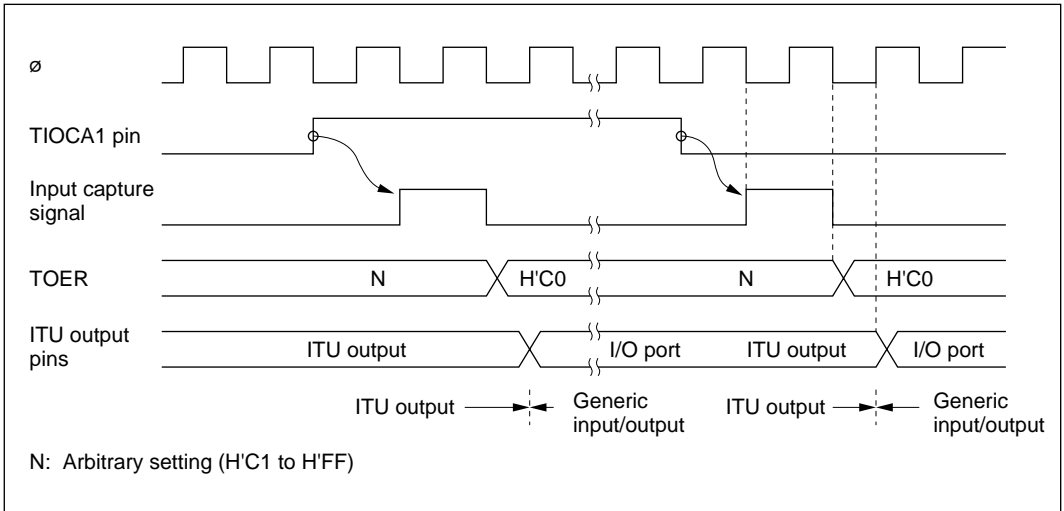 ø
TIOCA1 pin
Input capture
signal
TOER
N
H'C0
N
H'C0
ITU output
pins
ITU output
I/O port
ITU output
I/O port
ITU output
Generic
input/output
ITU output
Generic
input/output
N: Arbitrary setting (H'C1 to H'FF)